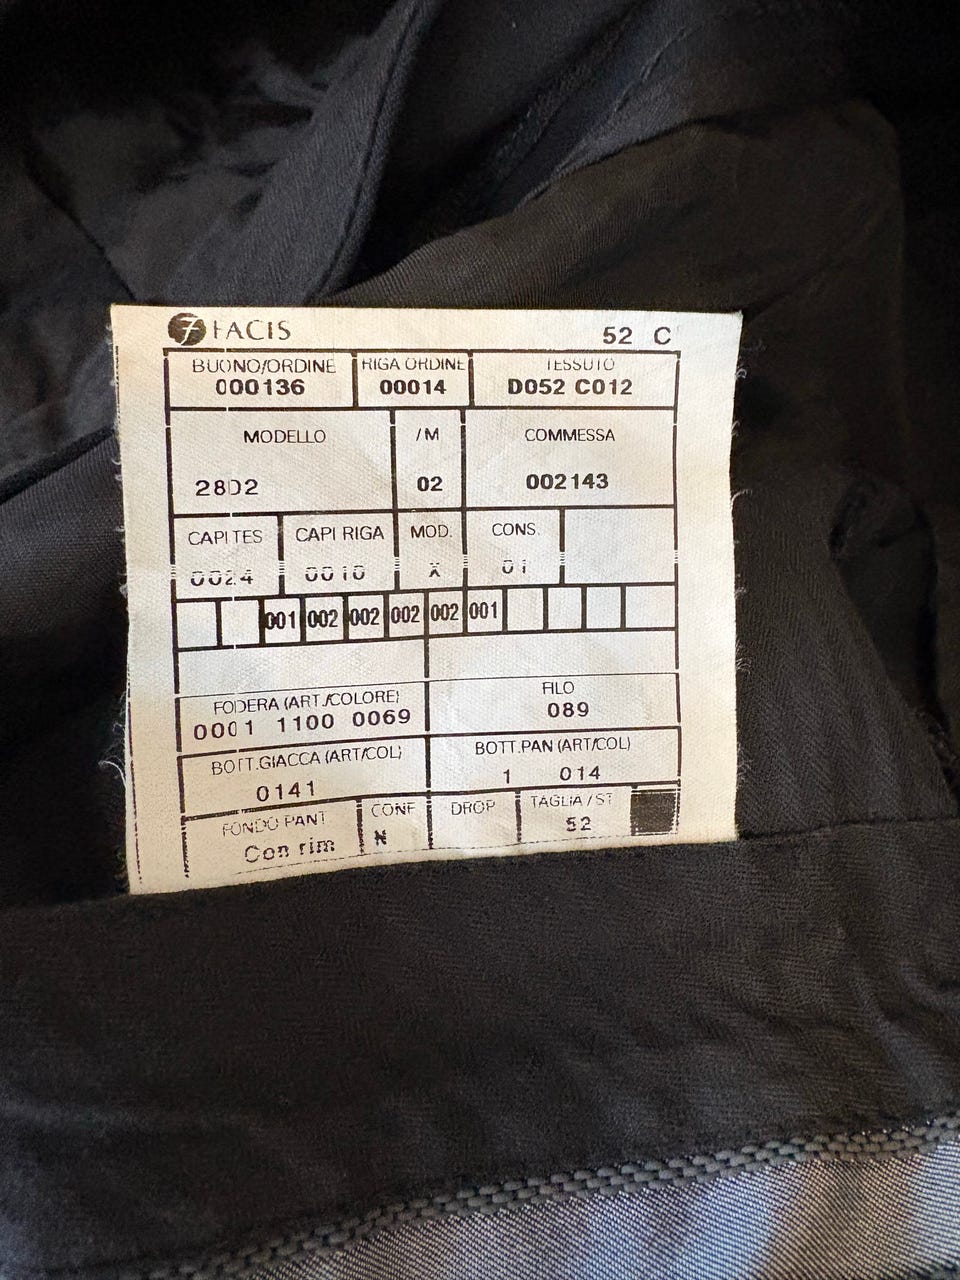 FACIS 52 C
BUONO/ORDINE RIGA ORDINE TESSUTO
000136 00014 D052 C012
MODELLO /M COMMESSA
2802 02 002143
CAPI TES CAPI RIGA MOD. CONS.
0024 0010 X 01
001 002 002 002 002 001
FODERA (ART./COLORE) FILO
0001 1100 0069 089
BOTT.GIACCA (ART/COL) BOTT.PAN (ART/COL)
0141 1 014
FONDO PANT CONF DROP TAGLIA / ST
Con rim N 52